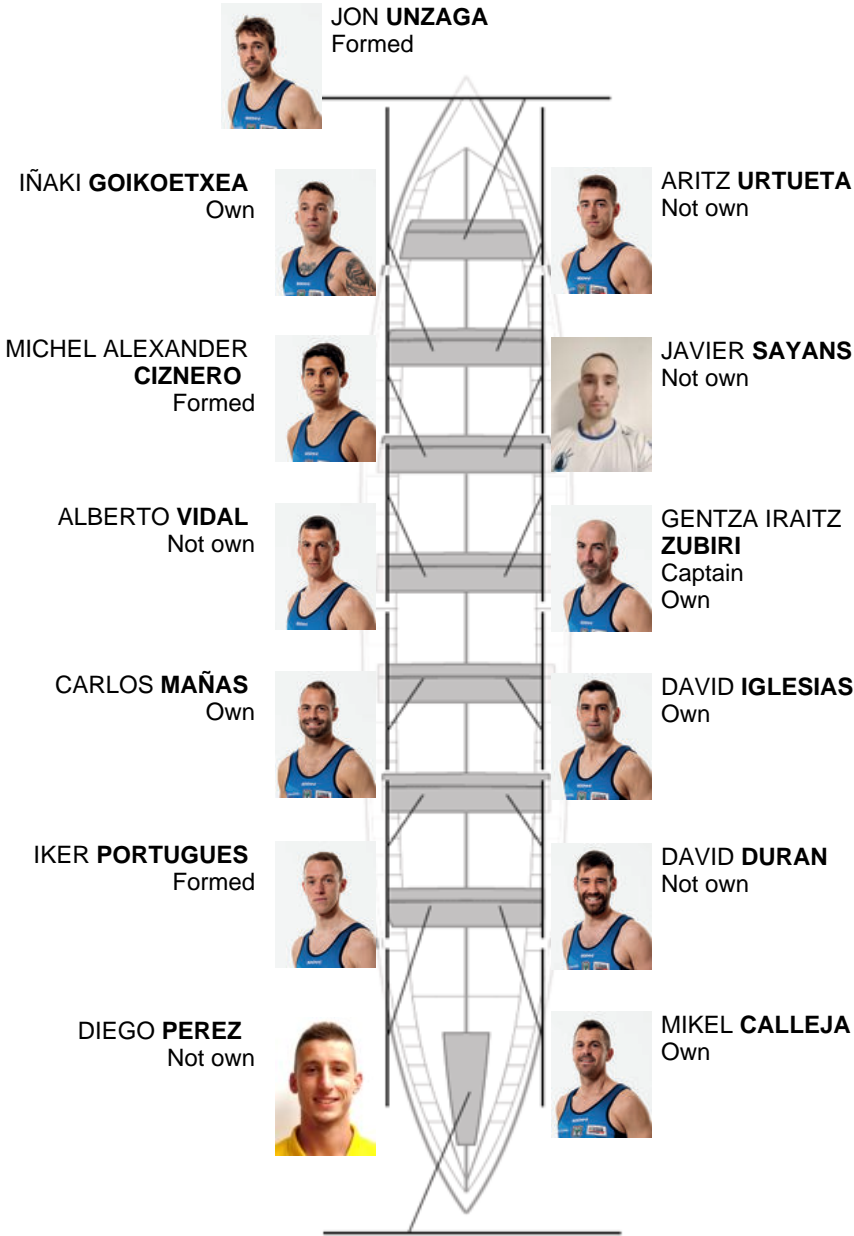 JON UNZAGA
Formed
IÑAKI GOIKOETXEA
Own
ARITZ URTUETA
Not own
MICHEL ALEXANDER
CIZNERO
Formed
JAVIER SAYANS
Not own
ALBERTO VIDAL
Not own
GENTZA IRAITZ
ZUBIRI
Captain
Own
CARLOS MAÑAS
Own
DAVID IGLESIAS
Own
IKER PORTUGUES
Formed
DAVID DURAN
Not own
DIEGO PEREZ
Not own
MIKEL CALLEJA
Own